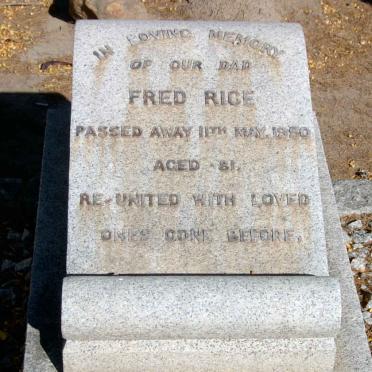 IN LOVING MEMORY
OF OUR DAD
FRED RICE
PASSED AWAY 11TH MAY, 1950
AGED 81.
RE-UNITED WITH LOVED
ONES GONE BEFORE.